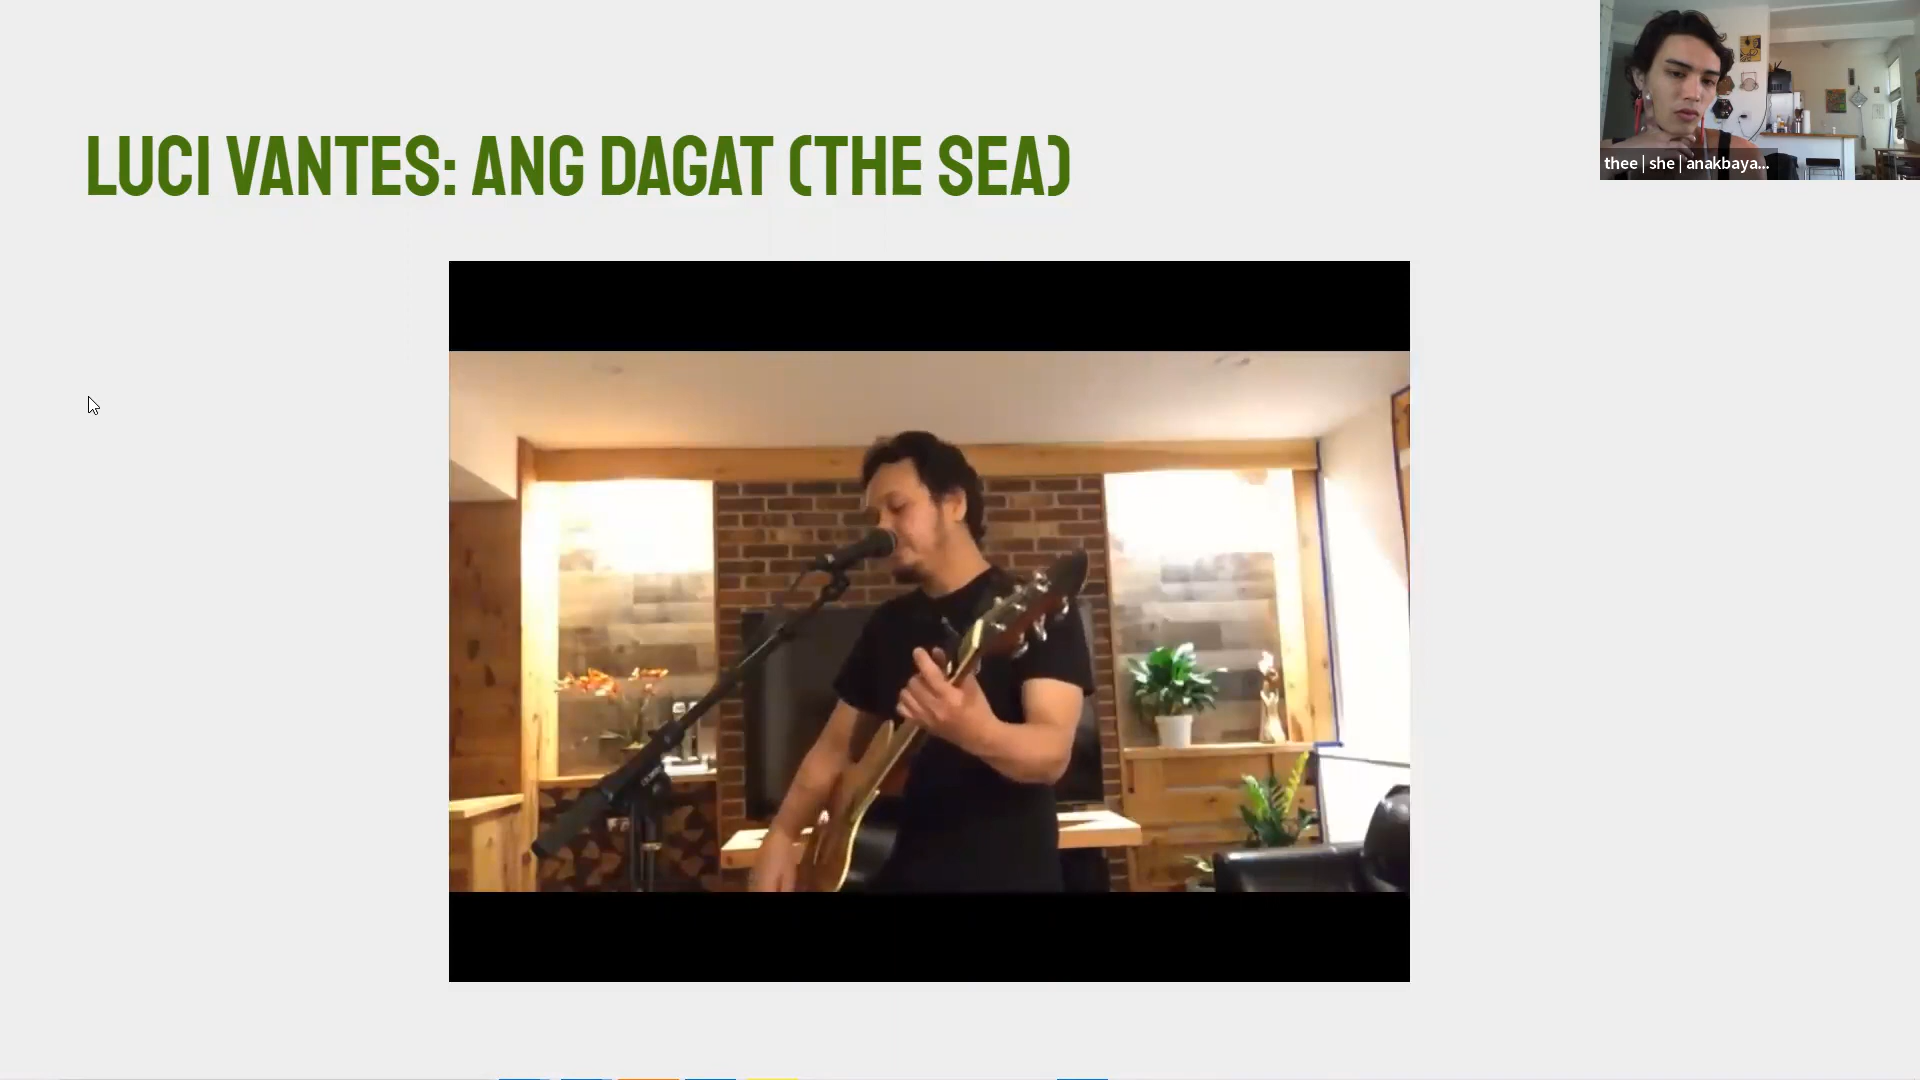 LUCI VANTES: ANG DAGAT (THE SEA)
thee | she | anakbaya...